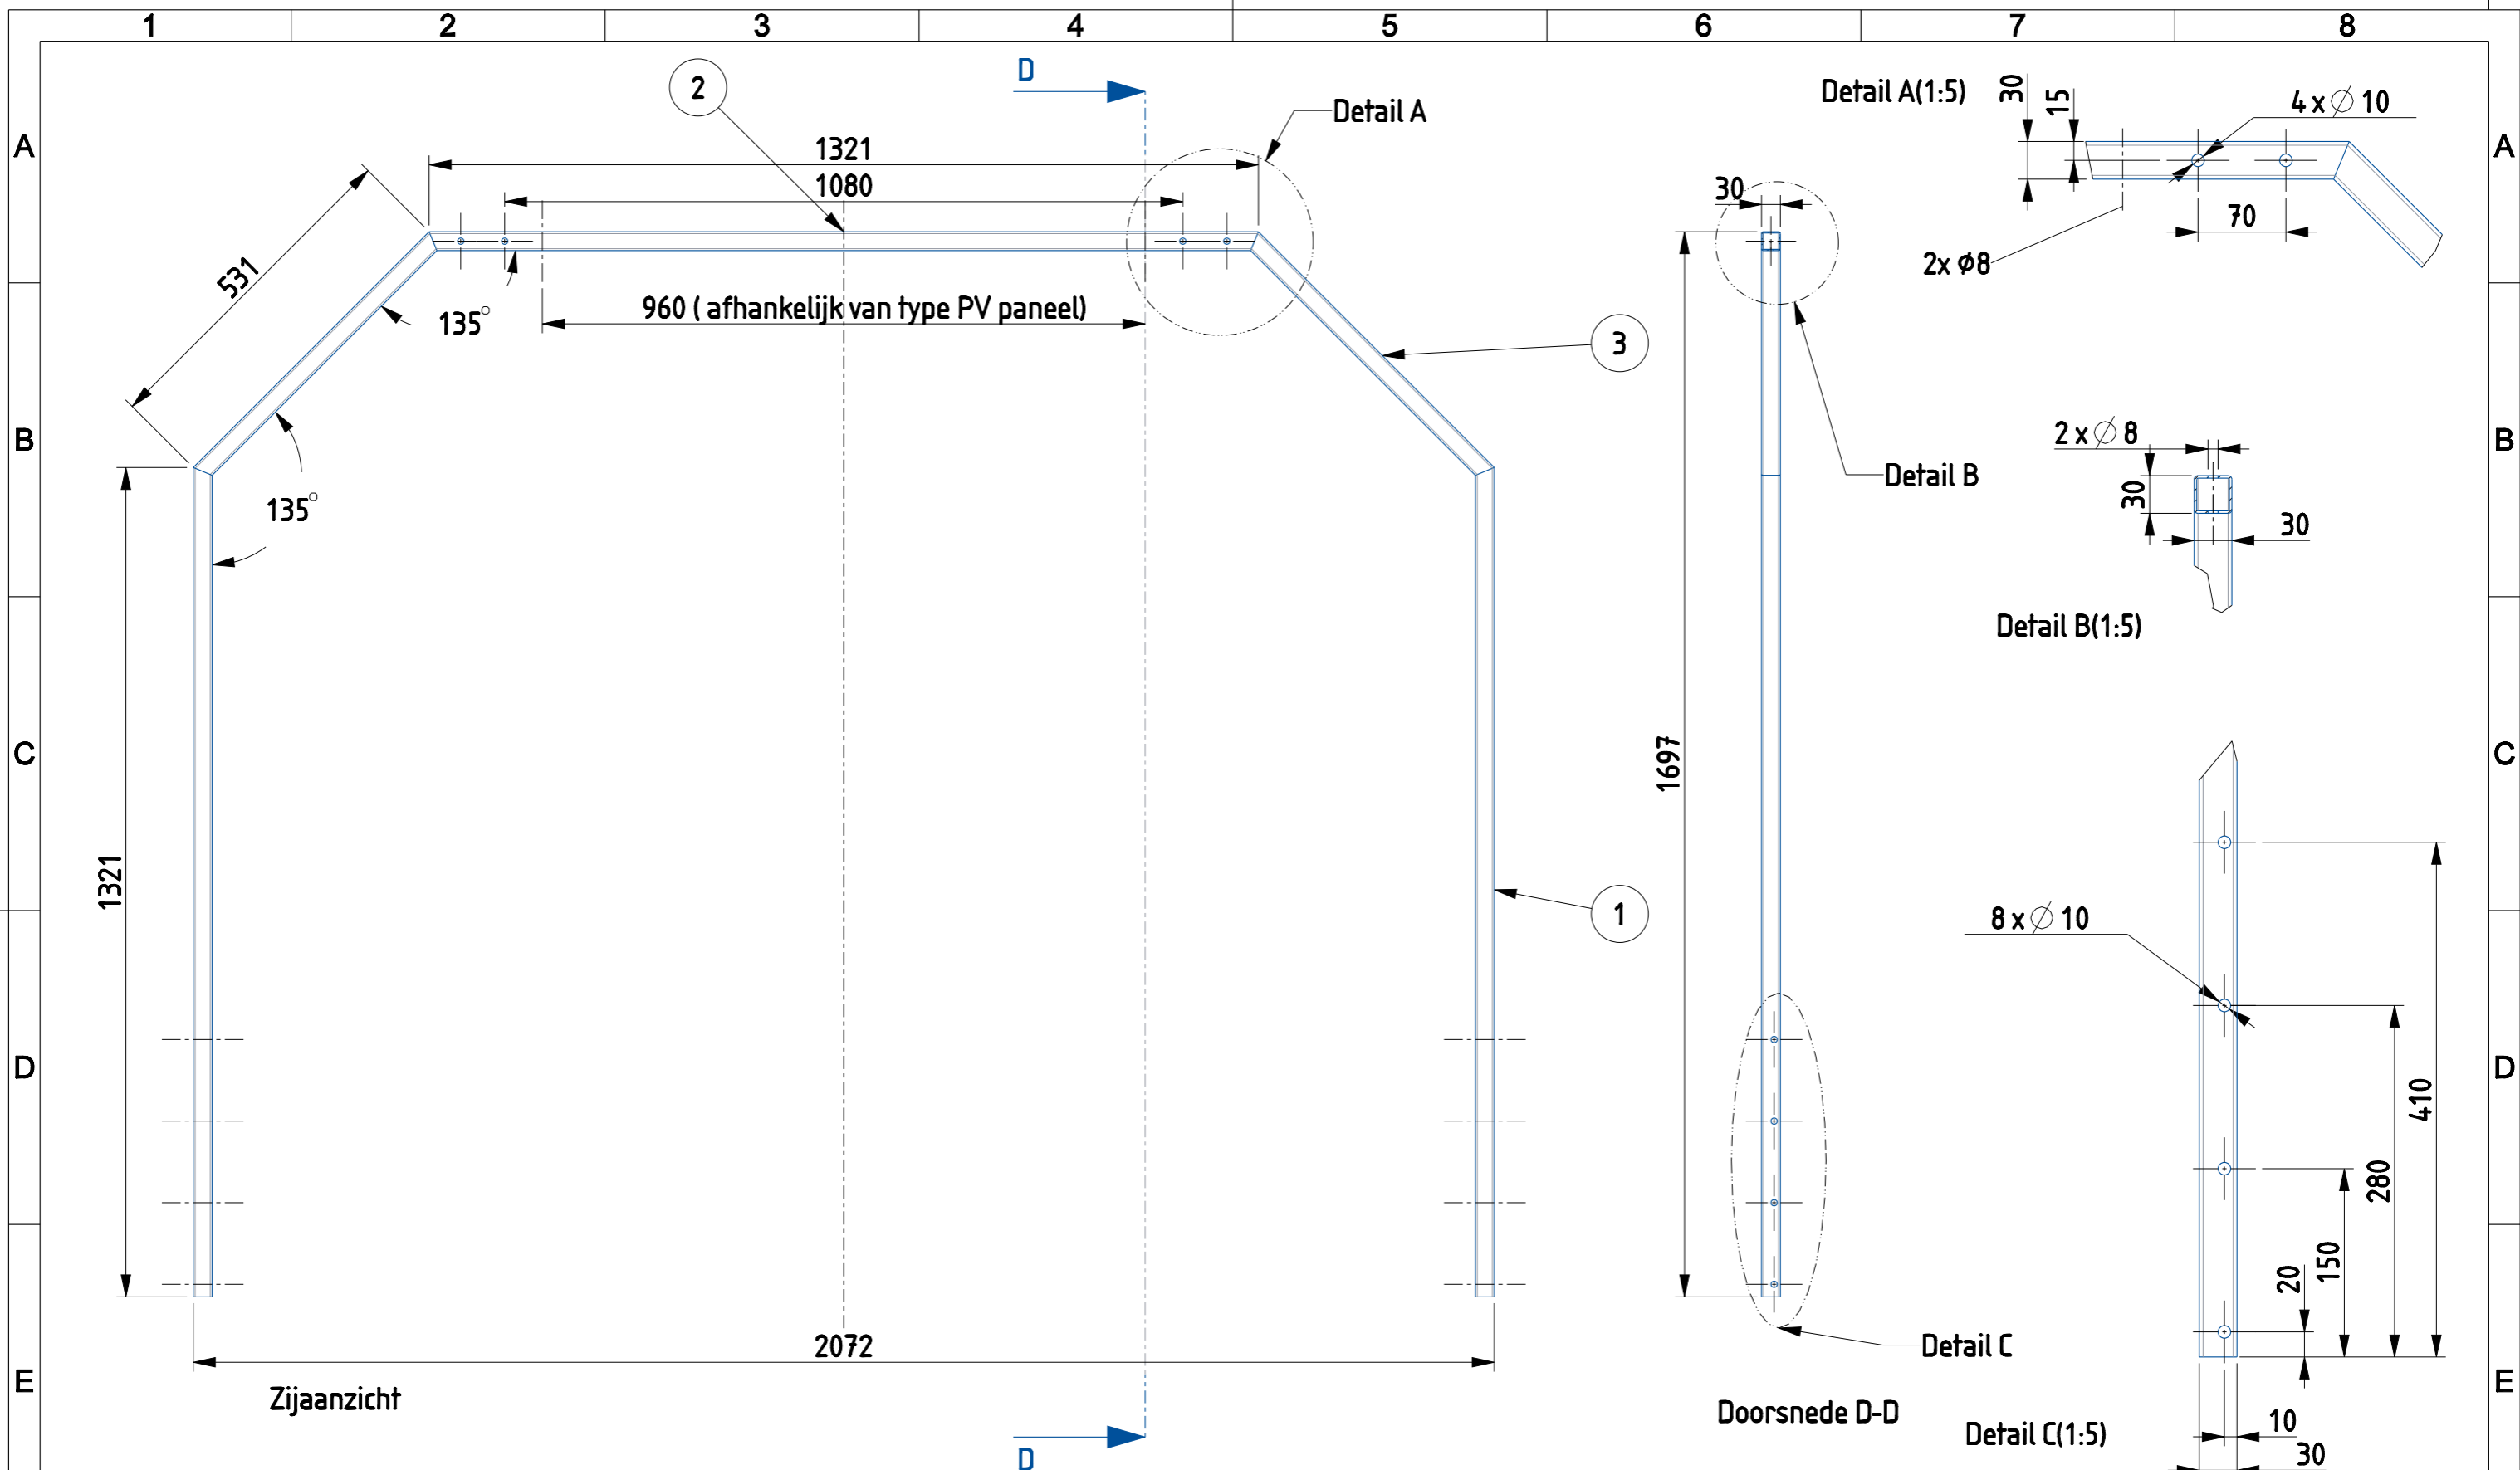 1 2 3 4 5 6 7 8
A
B
C
D
E
A
B
C
D
E
D
2
Detail A
1321
1080
531
135°
960 ( afhankelijk van type PV paneel)
135°
3
1321
1
2072
Zijaanzicht
D
30
Detail B
1697
Detail C
Doorsnede D-D
Detail A(1:5)
30
15
4 x ∅ 10
70
2x ϕ8
2 x ∅ 8
30
30
Detail B(1:5)
8 x ∅ 10
410
280
150
20
10
30
Detail C(1:5)